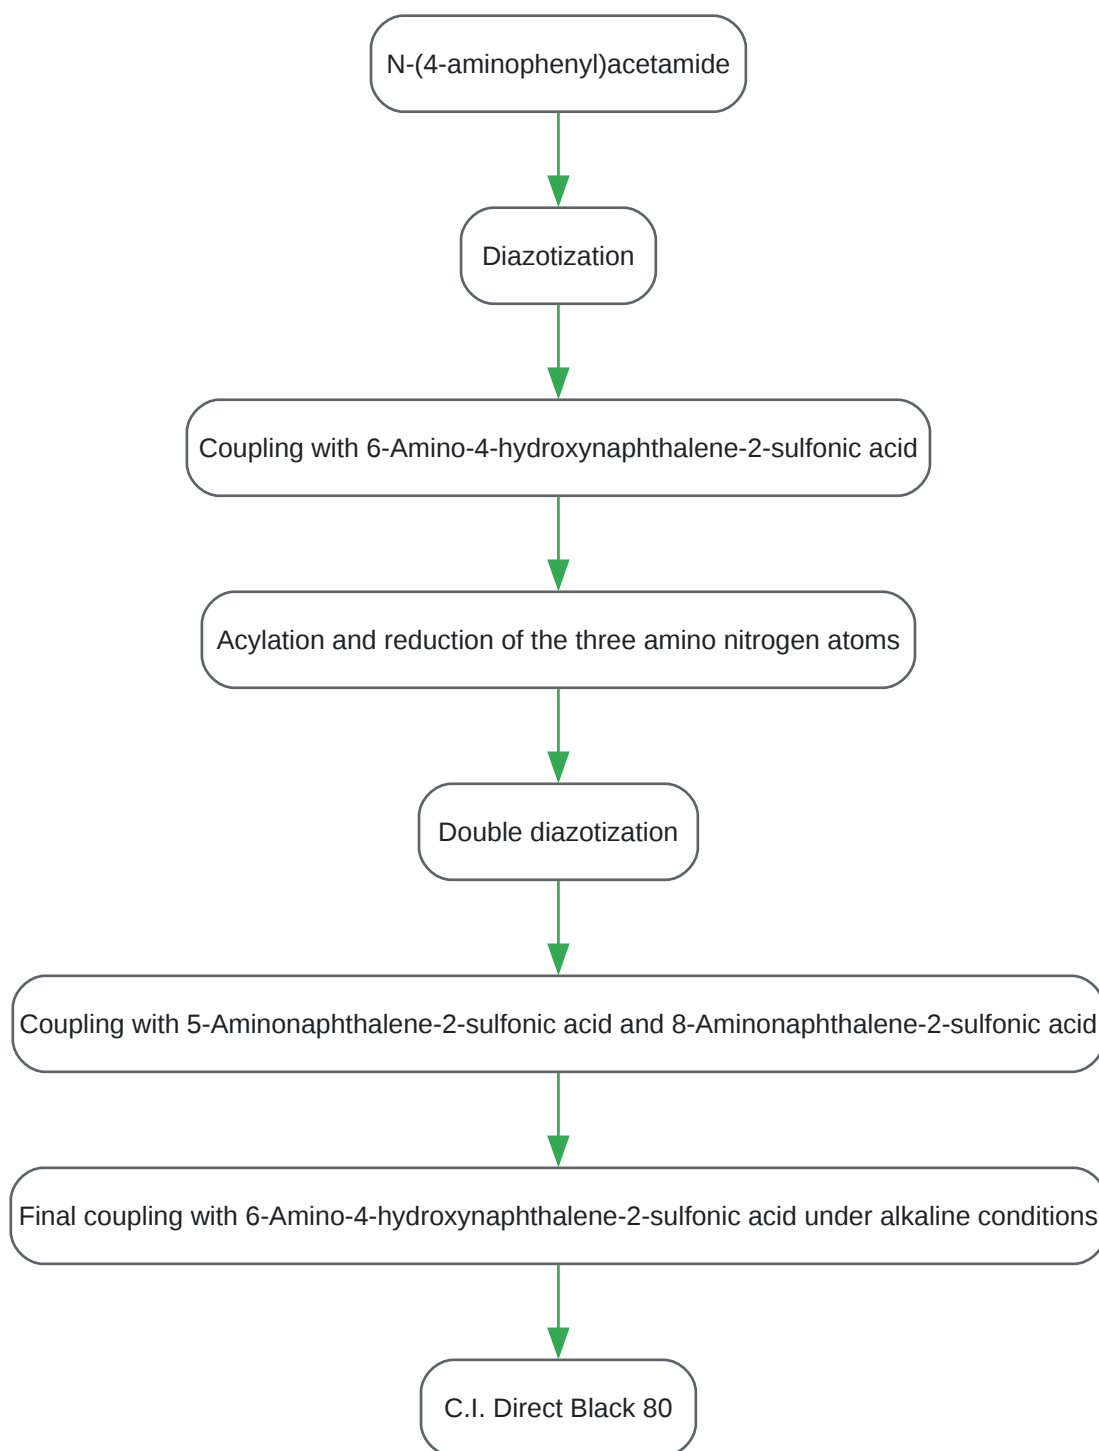 N-(4-aminophenyl)acetamide
Diazotization
Coupling with 6-Amino-4-hydroxynaphthalene-2-sulfonic acid
Acylation and reduction of the three amino nitrogen atoms
Double diazotization
Coupling with 5-Aminonaphthalene-2-sulfonic acid and 8-Aminonaphthalene-2-sulfonic acid
Final coupling with 6-Amino-4-hydroxynaphthalene-2-sulfonic acid under alkaline conditions
C.I. Direct Black 80